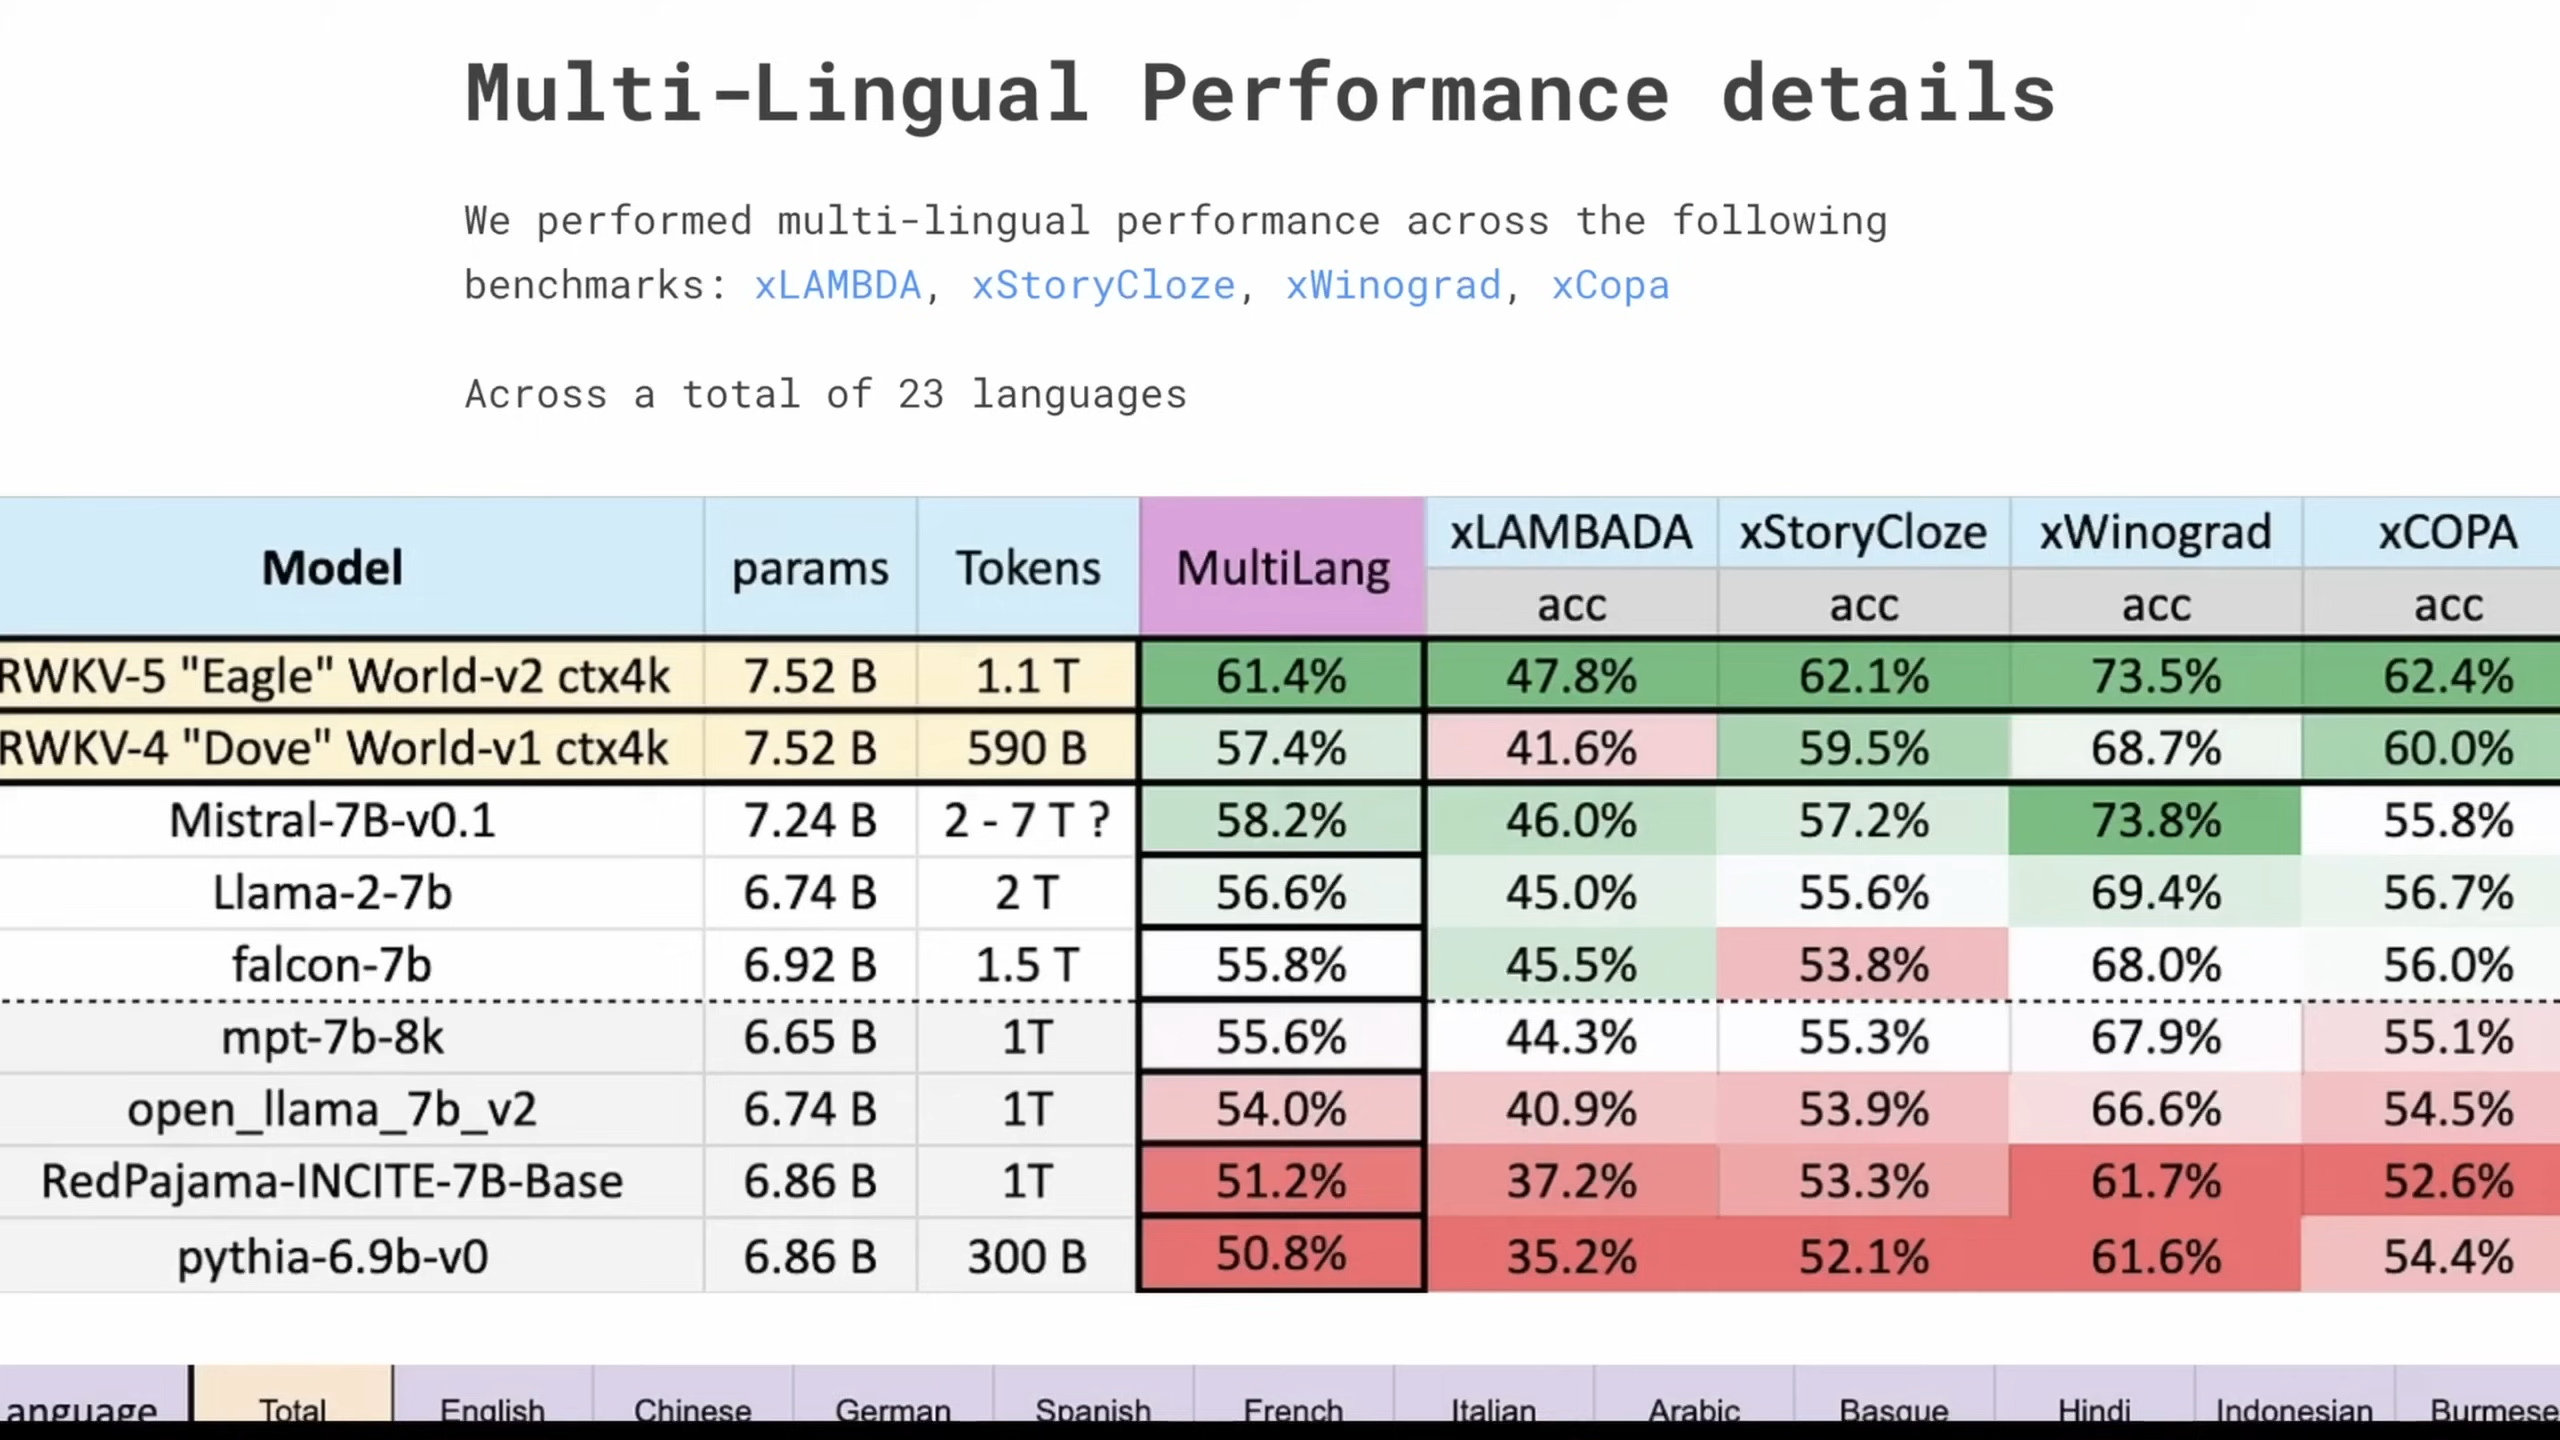 Multi-Lingual Performance details
We performed multi-lingual performance across the following
benchmarks: xLAMBDA, xStoryCloze, xWinograd, xCopa
Across a total of 23 languages
Model params Tokens MultiLang xLAMBADA xStoryCloze xWinograd xCOPA
acc acc acc acc
RWKV-5 "Eagle" World-v2 ctx4k 7.52 B 1.1 T 61.4% 47.8% 62.1% 73.5% 62.4%
RWKV-4 "Dove" World-v1 ctx4k 7.52 B 590 B 57.4% 41.6% 59.5% 68.7% 60.0%
Mistral-7B-v0.1 7.24 B 2 - 7 T ? 58.2% 46.0% 57.2% 73.8% 55.8%
Llama-2-7b 6.74 B 2 T 56.6% 45.0% 55.6% 69.4% 56.7%
falcon-7b 6.92 B 1.5 T 55.8% 45.5% 53.8% 68.0% 56.0%
mpt-7b-8k 6.65 B 1T 55.6% 44.3% 55.3% 67.9% 55.1%
open_llama_7b_v2 6.74 B 1T 54.0% 40.9% 53.9% 66.6% 54.5%
RedPajama-INCITE-7B-Base 6.86 B 1T 51.2% 37.2% 53.3% 61.7% 52.6%
pythia-6.9b-v0 6.86 B 300 B 50.8% 35.2% 52.1% 61.6% 54.4%
anguage Total English Chinese German Spanish French Italian Arabic Basque Hindi Indonesian Burmese